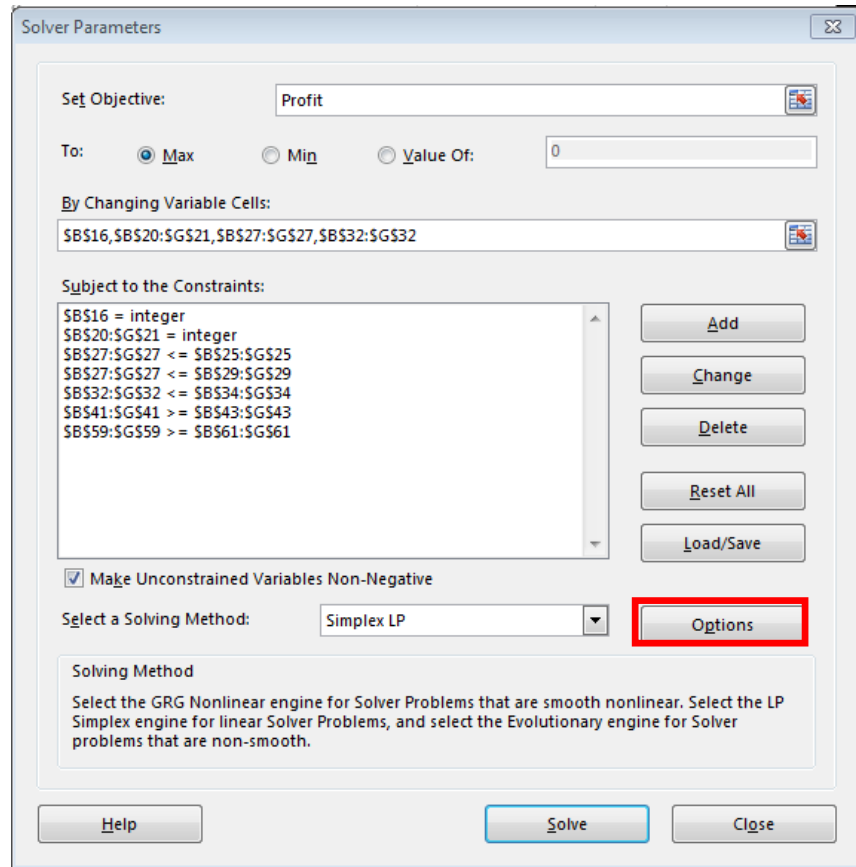 Solver Parameters
Set Objective:
Profit
To:
Max
Min
Value Of:
0
By Changing Variable Cells:
$B$16,$B$20:$G$21,$B$27:$G$27,$B$32:$G$32
Subject to the Constraints:
$B$16 = integer
$B$20:$G$21 = integer
$B$27:$G$27 <= $B$25:$G$25
$B$27:$G$27 <= $B$29:$G$29
$B$32:$G$32 <= $B$34:$G$34
$B$41:$G$41 >= $B$43:$G$43
$B$59:$G$59 >= $B$61:$G$61
Add
Change
Delete
Reset All
Load/Save
Make Unconstrained Variables Non-Negative
Select a Solving Method:
Simplex LP
Options
Solving Method
Select the GRG Nonlinear engine for Solver Problems that are smooth nonlinear. Select the LP
Simplex engine for linear Solver Problems, and select the Evolutionary engine for Solver
problems that are non-smooth.
Help
Solve
Close